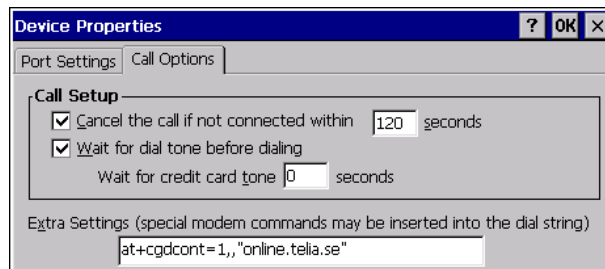 Device Properties ? OK ×
Port Settings Call Options
Call Setup
Cancel the call if not connected within 120 seconds
Wait for dial tone before dialing
Wait for credit card tone 0 seconds
Extra Settings (special modem commands may be inserted into the dial string)
at+cgdcont=1,,"online.telia.se"